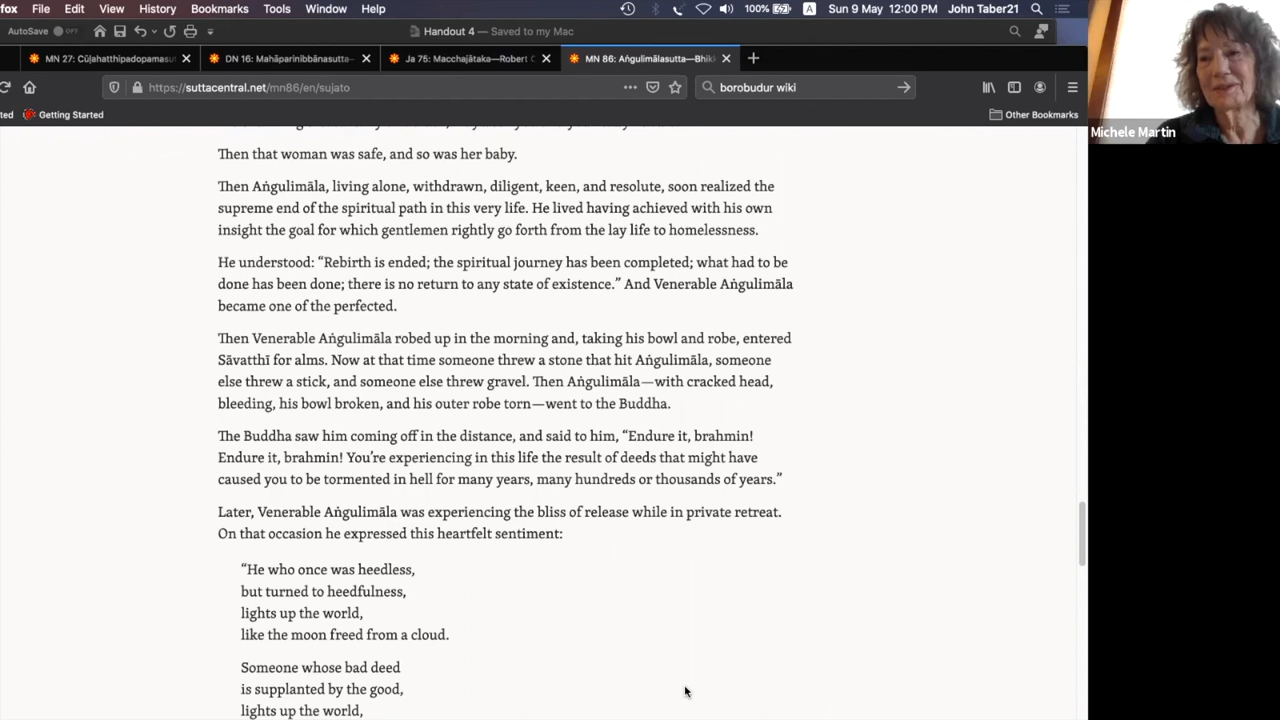 fox File Edit View History Bookmarks Tools Window Help 100% A Sun 9 May 12:00 PM John Taber21
AutoSave OFF Handout 4 — Saved to my Mac
MN 27: Cūḷahatthipadopamasut DN 16: Mahāparinibbānasutta— Ja 75: Macchajātaka—Robert C MN 86: Aṅgulimālasutta—Bhikk
https://suttacentral.net/mn86/en/sujato borobudur wiki
ted Getting Started Other Bookmarks
Michele Martin
Then that woman was safe, and so was her baby.
Then Aṅgulimāla, living alone, withdrawn, diligent, keen, and resolute, soon realized the
supreme end of the spiritual path in this very life. He lived having achieved with his own
insight the goal for which gentlemen rightly go forth from the lay life to homelessness.
He understood: “Rebirth is ended; the spiritual journey has been completed; what had to be
done has been done; there is no return to any state of existence.” And Venerable Aṅgulimāla
became one of the perfected.
Then Venerable Aṅgulimāla robed up in the morning and, taking his bowl and robe, entered
Sāvatthī for alms. Now at that time someone threw a stone that hit Aṅgulimāla, someone
else threw a stick, and someone else threw gravel. Then Aṅgulimāla—with cracked head,
bleeding, his bowl broken, and his outer robe torn—went to the Buddha.
The Buddha saw him coming off in the distance, and said to him, “Endure it, brahmin!
Endure it, brahmin! You’re experiencing in this life the result of deeds that might have
caused you to be tormented in hell for many years, many hundreds or thousands of years.”
Later, Venerable Aṅgulimāla was experiencing the bliss of release while in private retreat.
On that occasion he expressed this heartfelt sentiment:
“He who once was heedless,
but turned to heedfulness,
lights up the world,
like the moon freed from a cloud.
Someone whose bad deed
is supplanted by the good,
lights up the world,